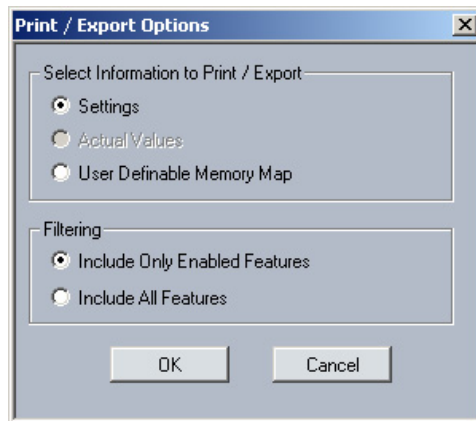 Print / Export Options
Select Information to Print / Export
Settings
Actual Values
User Definable Memory Map
Filtering
Include Only Enabled Features
Include All Features
OK
Cancel